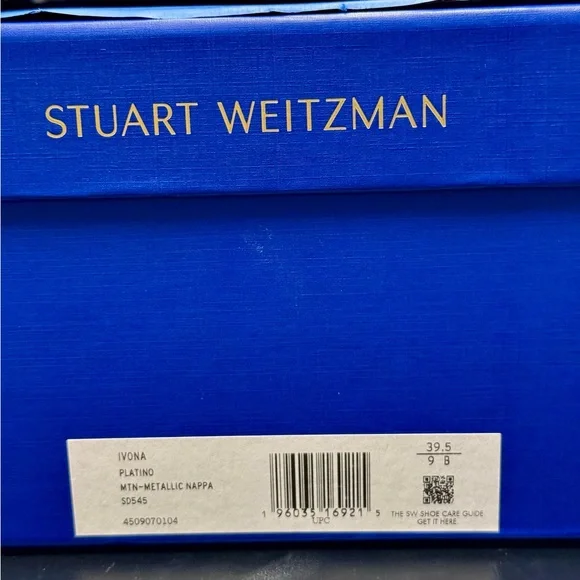 STUART WEITZMAN
IVONA
PLATINO
MTN-METALLIC NAPPA
SD545
4509070104
1 96035 16921 5
UPC
39.5
9 B
THE SW SHOE CARE GUIDE.
GET IT HERE.